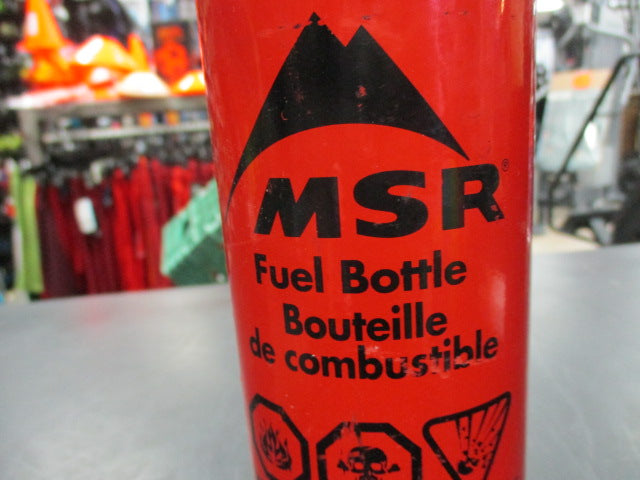 MSR®
Fuel Bottle
Bouteille
de combustible